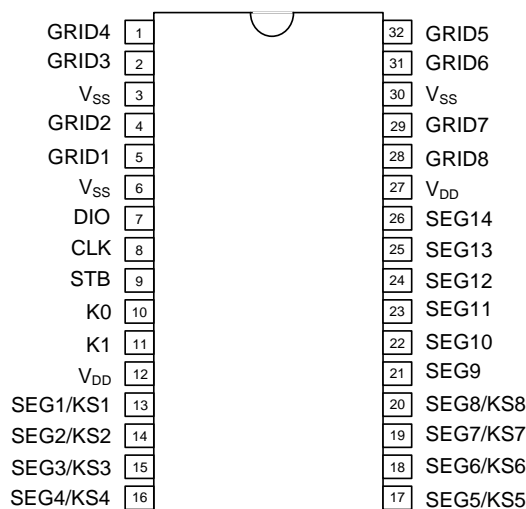 GRID4 1 32 GRID5
GRID3 2 31 GRID6
VSS 3 30 VSS
GRID2 4 29 GRID7
GRID1 5 28 GRID8
VSS 6 27 VDD
DIO 7 26 SEG14
CLK 8 25 SEG13
STB 9 24 SEG12
K0 10 23 SEG11
K1 11 22 SEG10
VDD 12 21 SEG9
SEG1/KS1 13 20 SEG8/KS8
SEG2/KS2 14 19 SEG7/KS7
SEG3/KS3 15 18 SEG6/KS6
SEG4/KS4 16 17 SEG5/KS5